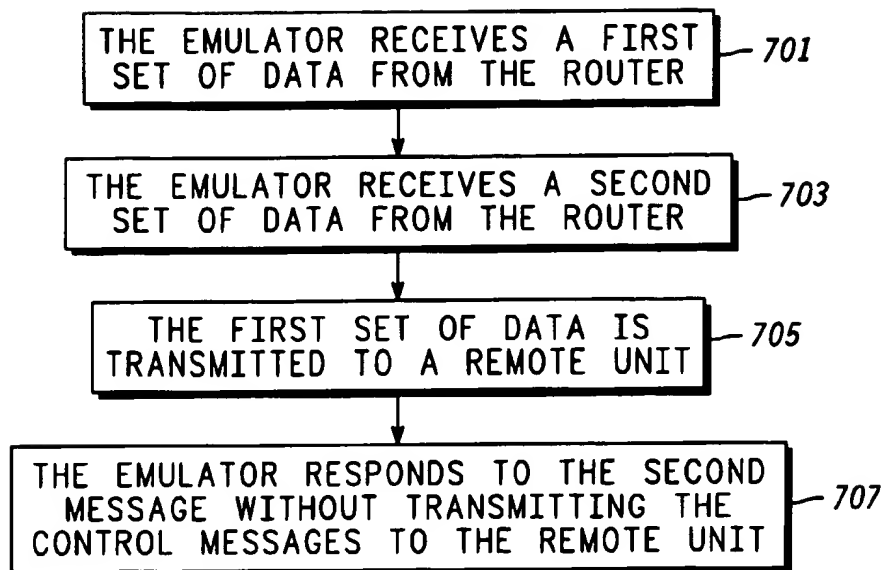 THE EMULATOR RECEIVES A FIRST
SET OF DATA FROM THE ROUTER
701
THE EMULATOR RECEIVES A SECOND
SET OF DATA FROM THE ROUTER
703
THE FIRST SET OF DATA IS
TRANSMITTED TO A REMOTE UNIT
705
THE EMULATOR RESPONDS TO THE SECOND
MESSAGE WITHOUT TRANSMITTING THE
CONTROL MESSAGES TO THE REMOTE UNIT
707